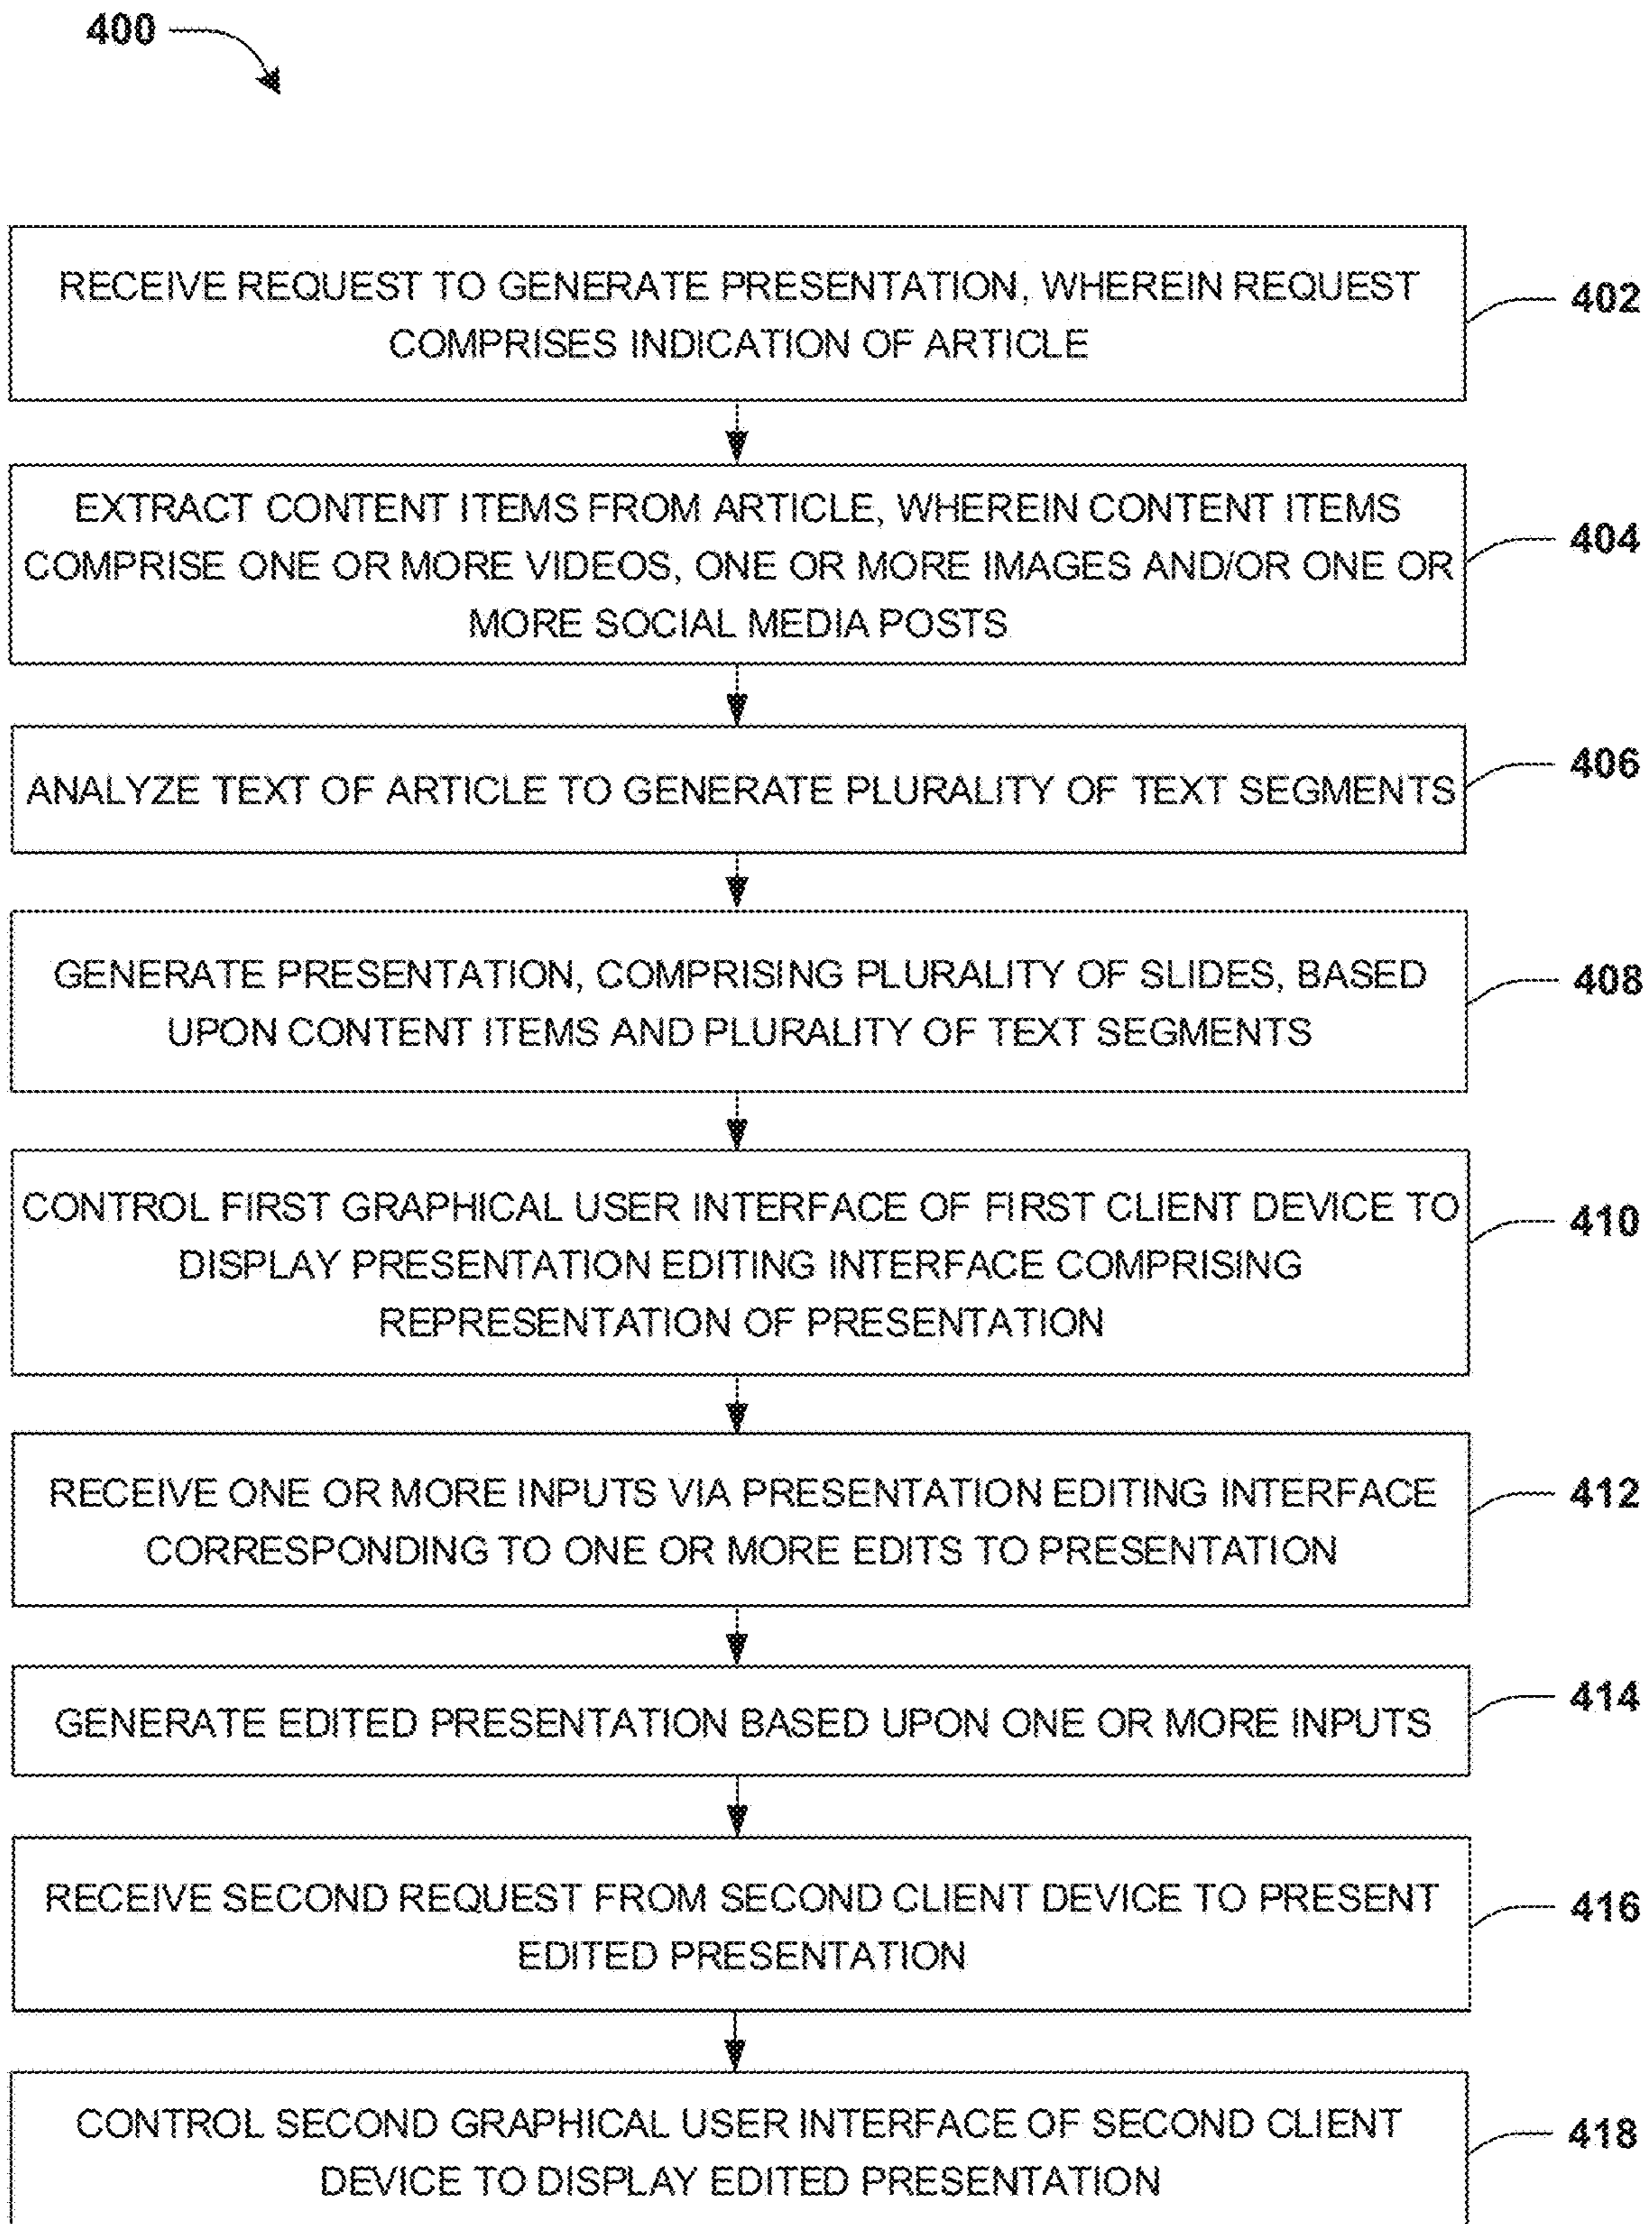 400
RECEIVE REQUEST TO GENERATE PRESENTATION, WHEREIN REQUEST
COMPRISES INDICATION OF ARTICLE
402
EXTRACT CONTENT ITEMS FROM ARTICLE, WHEREIN CONTENT ITEMS
COMPRISE ONE OR MORE VIDEOS, ONE OR MORE IMAGES AND/OR ONE OR
MORE SOCIAL MEDIA POSTS
404
ANALYZE TEXT OF ARTICLE TO GENERATE PLURALITY OF TEXT SEGMENTS
406
GENERATE PRESENTATION, COMPRISING PLURALITY OF SLIDES, BASED
UPON CONTENT ITEMS AND PLURALITY OF TEXT SEGMENTS
408
CONTROL FIRST GRAPHICAL USER INTERFACE OF FIRST CLIENT DEVICE TO
DISPLAY PRESENTATION EDITING INTERFACE COMPRISING
REPRESENTATION OF PRESENTATION
410
RECEIVE ONE OR MORE INPUTS VIA PRESENTATION EDITING INTERFACE
CORRESPONDING TO ONE OR MORE EDITS TO PRESENTATION
412
GENERATE EDITED PRESENTATION BASED UPON ONE OR MORE INPUTS
414
RECEIVE SECOND REQUEST FROM SECOND CLIENT DEVICE TO PRESENT
EDITED PRESENTATION
416
CONTROL SECOND GRAPHICAL USER INTERFACE OF SECOND CLIENT
DEVICE TO DISPLAY EDITED PRESENTATION
418